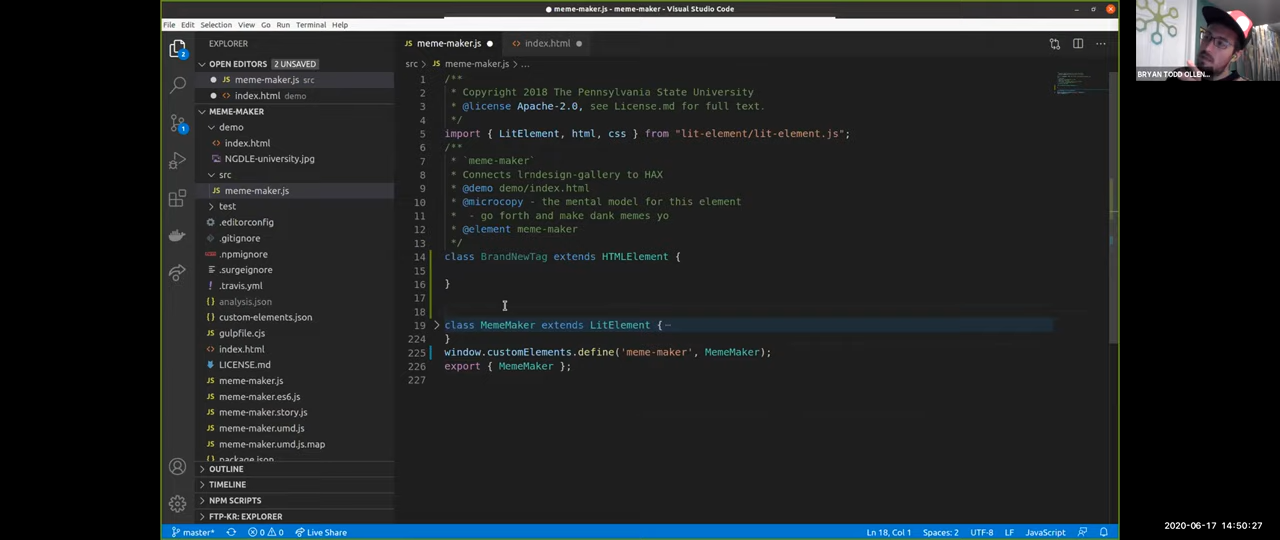 meme-maker.js - meme-maker - Visual Studio Code
File Edit Selection View Go Run Terminal Help
EXPLORER
OPEN EDITORS 2 UNSAVED
meme-maker.js src
index.html demo
MEME-MAKER
demo
index.html
NGDLE-university.jpg
src
meme-maker.js
test
.editorconfig
.gitignore
.npmignore
.surgeignore
.travis.yml
analysis.json
custom-elements.json
gulpfile.cjs
index.html
LICENSE.md
meme-maker.js
meme-maker.es6.js
meme-maker.story.js
meme-maker.umd.js
meme-maker.umd.js.map
package.json
OUTLINE
TIMELINE
NPM SCRIPTS
FTP-KR: EXPLORER
meme-maker.js index.html
src > meme-maker.js > ...
1 /**
2 * Copyright 2018 The Pennsylvania State University
3 * @license Apache-2.0, see License.md for full text.
4 */
5 import { LitElement, html, css } from "lit-element/lit-element.js";
6 /**
7 * `meme-maker`
8 * Connects lrndesign-gallery to HAX
9 * @demo demo/index.html
10 * @microcopy - the mental model for this element
11 * - go forth and make dank memes yo
12 * @element meme-maker
13 */
14 class BrandNewTag extends HTMLElement {
15
16 }
17
18
19 class MemeMaker extends LitElement {
224 }
225 window.customElements.define('meme-maker', MemeMaker);
226 export { MemeMaker };
227
master* 0 0 Live Share
Ln 18, Col 1 Spaces: 2 UTF-8 LF JavaScript
2
1
BRYAN TODD OLLEN...
2020-06-17 14:50:27